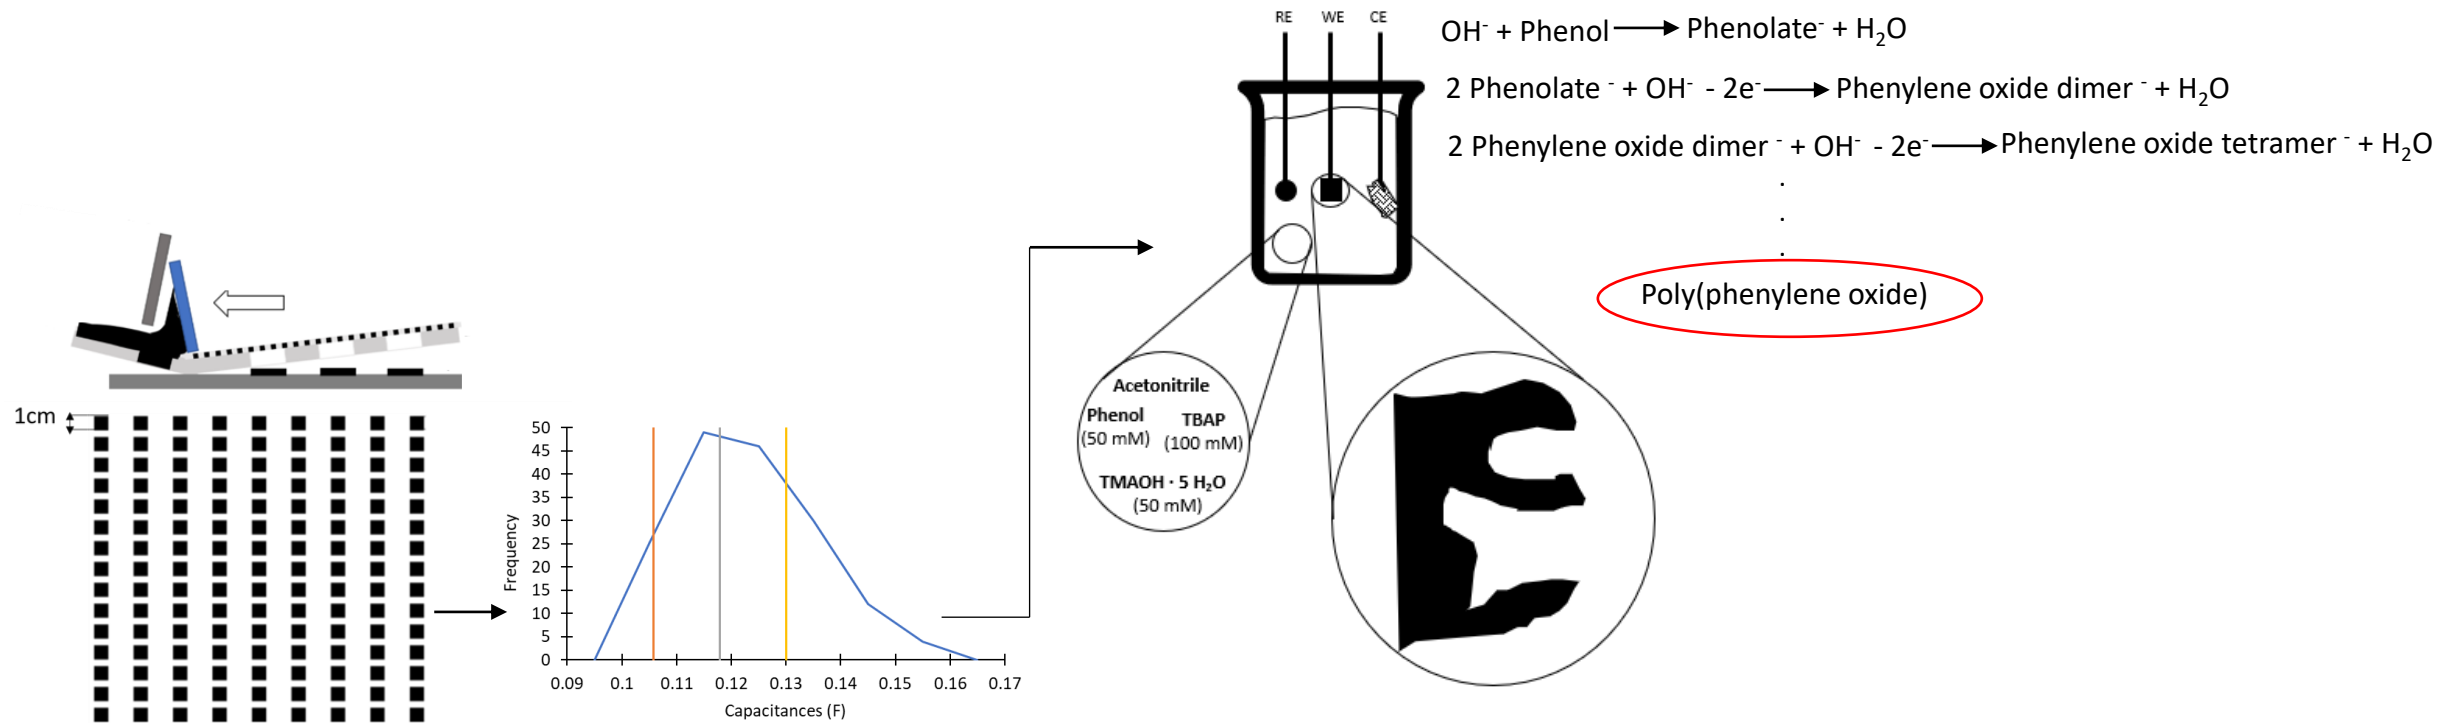 1cm
Frequency
50
45
40
35
30
25
20
15
10
5
0
0.09 0.1 0.11 0.12 0.13 0.14 0.15 0.16 0.17
Capacitances (F)
RE WE CE
Acetonitrile
Phenol TBAP
(50 mM) (100 mM)
TMAOH · 5 H₂O
(50 mM)
OH⁻ + Phenol ⟶ Phenolate⁻ + H₂O
2 Phenolate ⁻ + OH⁻ - 2e⁻ ⟶ Phenylene oxide dimer ⁻ + H₂O
2 Phenylene oxide dimer ⁻ + OH⁻ - 2e⁻ ⟶ Phenylene oxide tetramer ⁻ + H₂O
.
.
.
Poly(phenylene oxide)